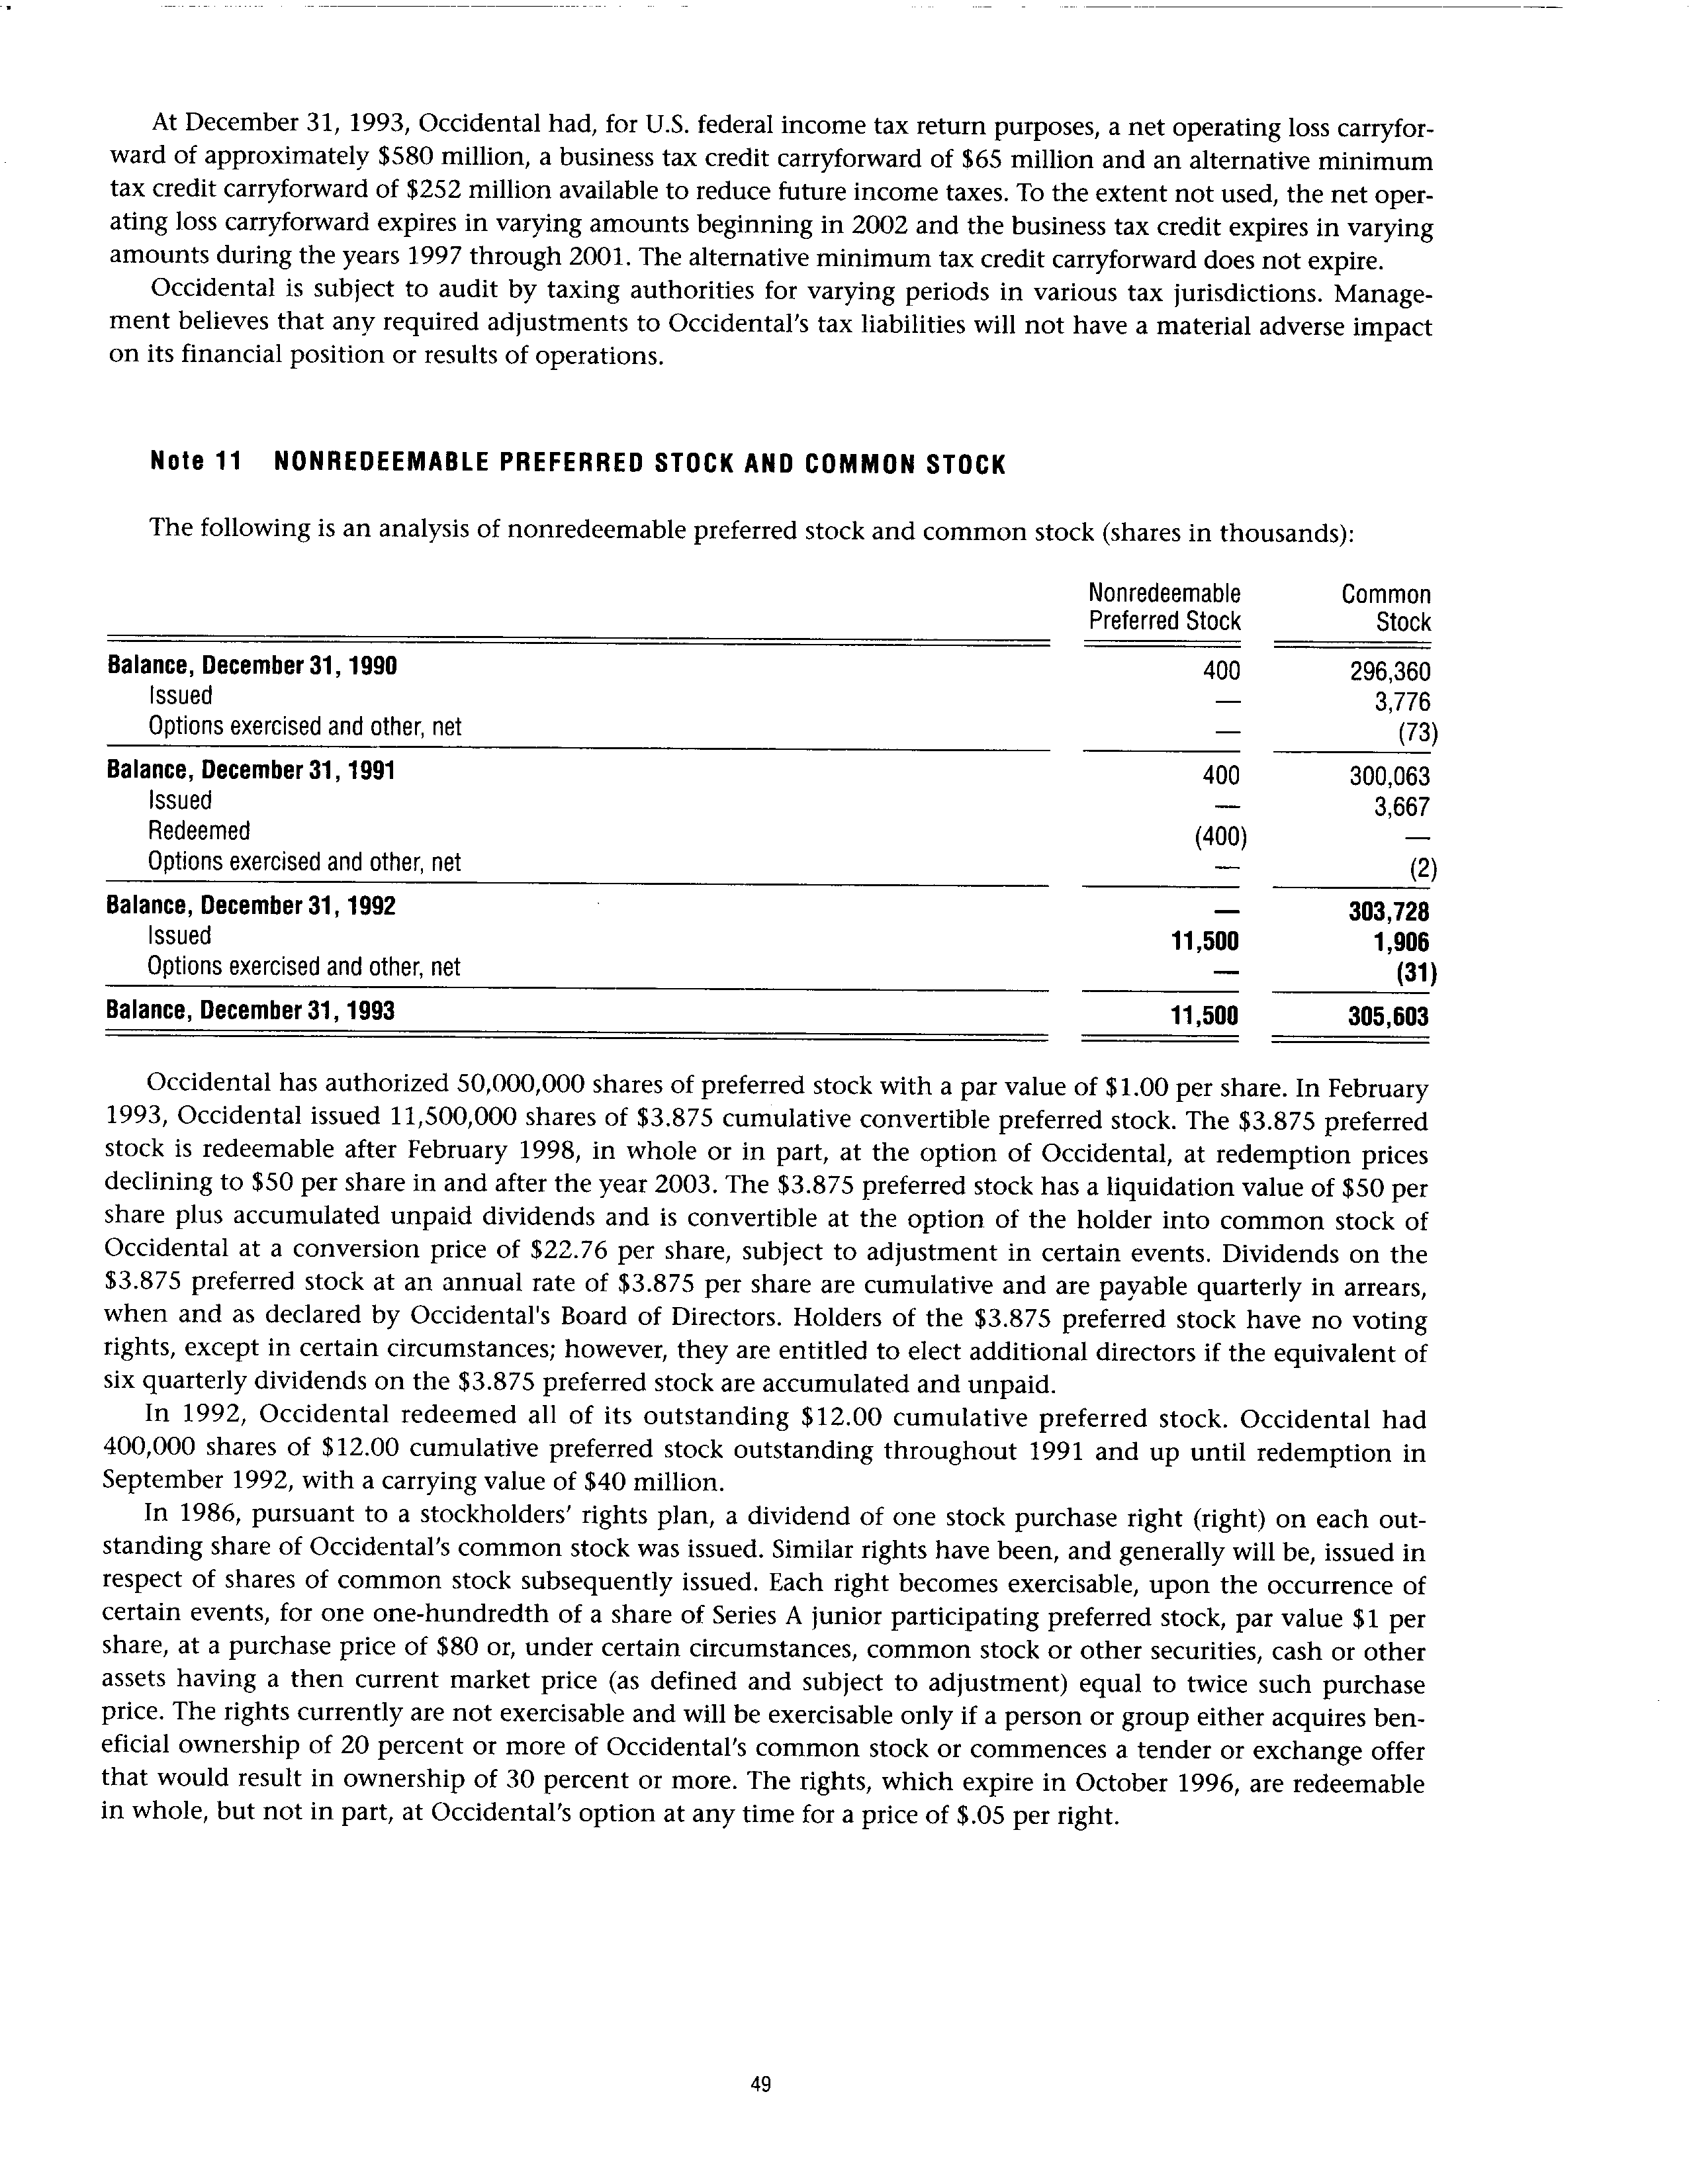 At December 31, 1993, Occidental had, for U.S. federal income tax return purposes, a net operating loss carryfor-
ward of approximately $580 million, a business tax credit carryforward of $65 million and an alternative minimum
tax credit carryforward of $252 million available to reduce future income taxes. To the extent not used, the net oper-
ating loss carryforward expires in varying amounts beginning in 2002 and the business tax credit expires in varying
amounts during the years 1997 through 2001. The alternative minimum tax credit carryforward does not expire.
Occidental is subject to audit by taxing authorities for varying periods in various tax jurisdictions. Manage-
ment believes that any required adjustments to Occidental's tax liabilities will not have a material adverse impact
on its financial position or results of operations.
Note 11 NONREDEEMABLE PREFERRED STOCK AND COMMON STOCK
The following is an analysis of nonredeemable preferred stock and common stock (shares in thousands):
Nonredeemable Common
Preferred Stock Stock
Balance, December 31, 1990 400 296,360
Issued — 3,776
Options exercised and other, net — (73)
Balance, December 31, 1991 400 300,063
Issued — 3,667
Redeemed (400) —
Options exercised and other, net — (2)
Balance, December 31, 1992 — 303,728
Issued 11,500 1,906
Options exercised and other, net — (31)
Balance, December 31, 1993 11,500 305,603
Occidental has authorized 50,000,000 shares of preferred stock with a par value of $1.00 per share. In February
1993, Occidental issued 11,500,000 shares of $3.875 cumulative convertible preferred stock. The $3.875 preferred
stock is redeemable after February 1998, in whole or in part, at the option of Occidental, at redemption prices
declining to $50 per share in and after the year 2003. The $3.875 preferred stock has a liquidation value of $50 per
share plus accumulated unpaid dividends and is convertible at the option of the holder into common stock of
Occidental at a conversion price of $22.76 per share, subject to adjustment in certain events. Dividends on the
$3.875 preferred stock at an annual rate of $3.875 per share are cumulative and are payable quarterly in arrears,
when and as declared by Occidental's Board of Directors. Holders of the $3.875 preferred stock have no voting
rights, except in certain circumstances; however, they are entitled to elect additional directors if the equivalent of
six quarterly dividends on the $3.875 preferred stock are accumulated and unpaid.
In 1992, Occidental redeemed all of its outstanding $12.00 cumulative preferred stock. Occidental had
400,000 shares of $12.00 cumulative preferred stock outstanding throughout 1991 and up until redemption in
September 1992, with a carrying value of $40 million.
In 1986, pursuant to a stockholders' rights plan, a dividend of one stock purchase right (right) on each out-
standing share of Occidental's common stock was issued. Similar rights have been, and generally will be, issued in
respect of shares of common stock subsequently issued. Each right becomes exercisable, upon the occurrence of
certain events, for one one-hundredth of a share of Series A junior participating preferred stock, par value $1 per
share, at a purchase price of $80 or, under certain circumstances, common stock or other securities, cash or other
assets having a then current market price (as defined and subject to adjustment) equal to twice such purchase
price. The rights currently are not exercisable and will be exercisable only if a person or group either acquires ben-
eficial ownership of 20 percent or more of Occidental's common stock or commences a tender or exchange offer
that would result in ownership of 30 percent or more. The rights, which expire in October 1996, are redeemable
in whole, but not in part, at Occidental's option at any time for a price of $.05 per right.
49